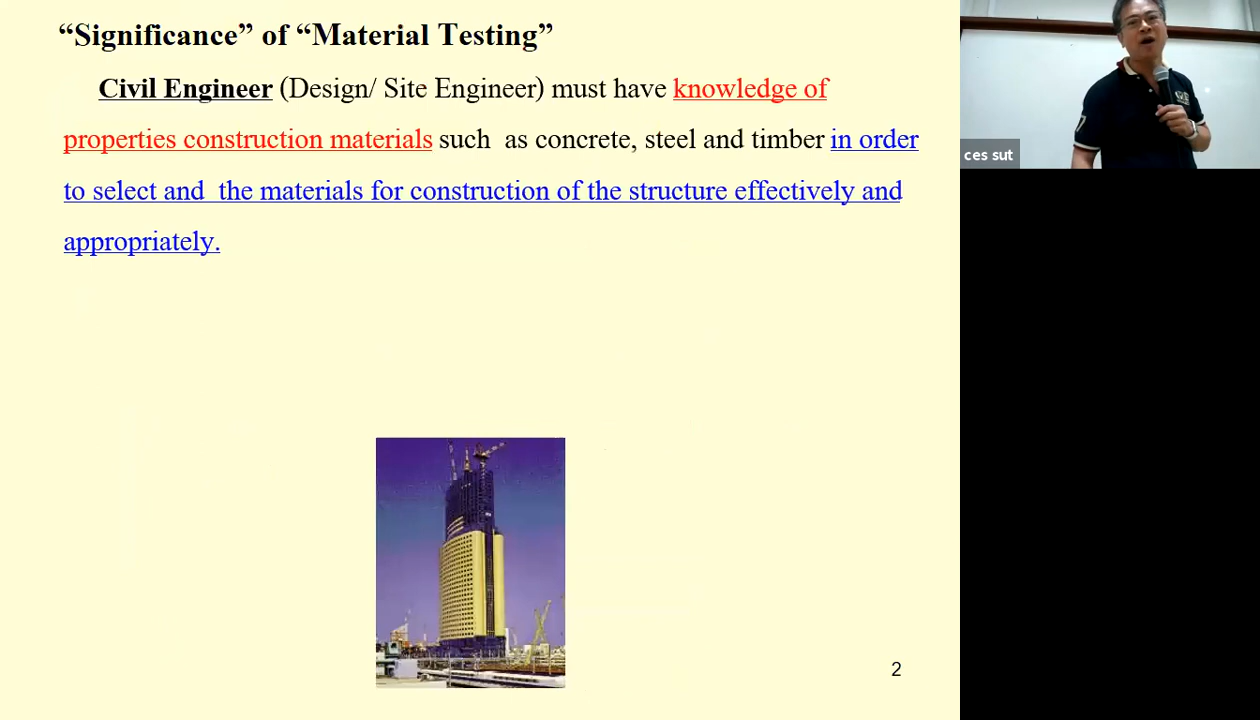 “Significance” of “Material Testing”
Civil Engineer (Design/ Site Engineer) must have knowledge of
properties construction materials such  as concrete, steel and timber in order
to select and  the materials for construction of the structure effectively and
appropriately.
ces sut
2